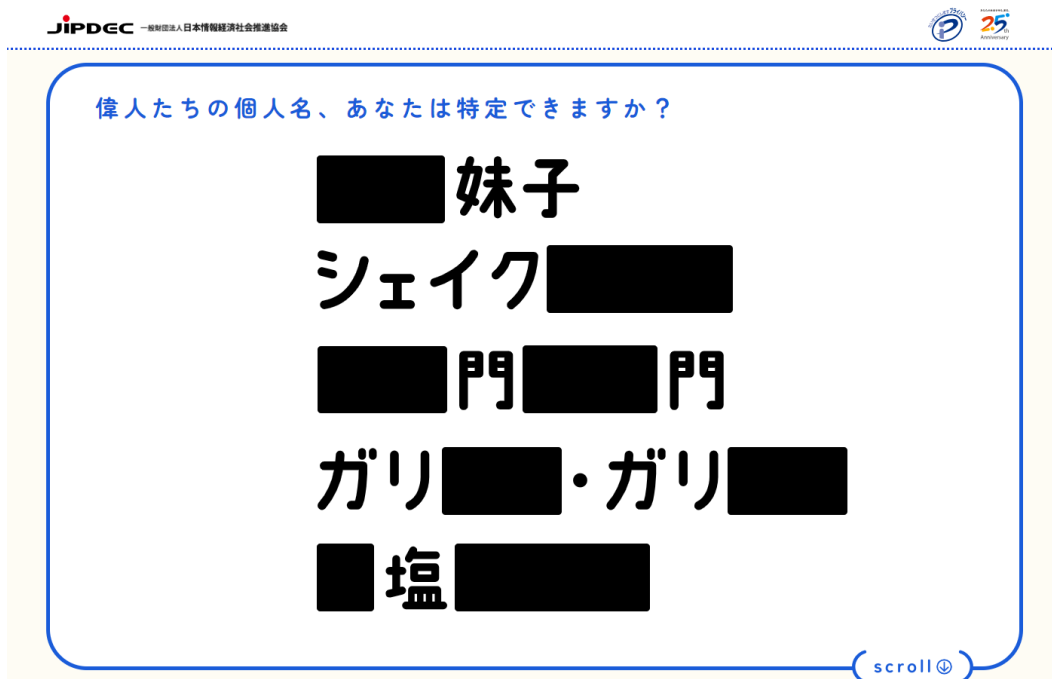 JIPDEC 一般財団法人日本情報経済社会推進協会
25th
Anniversary
偉人たちの個人名、あなたは特定できますか？
妹子
シェイク
門 門
ガリ ・ガリ
塩
scroll